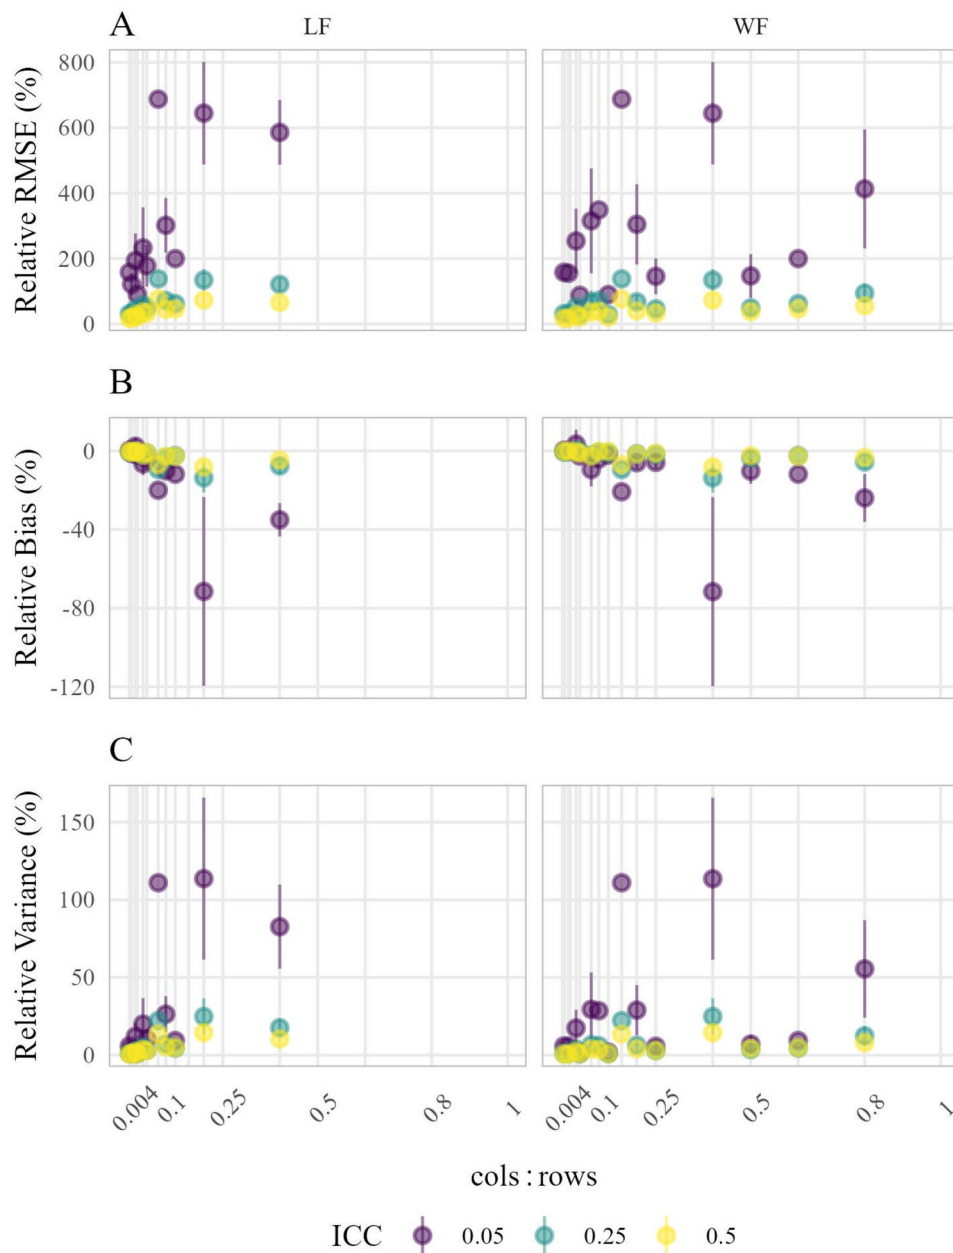 A
LF
WF
Relative RMSE (%)
800
600
400
200
0
B
Relative Bias (%)
0
-40
-80
-120
C
Relative Variance (%)
150
100
50
0
0.004
0.1
0.25
0.5
0.8
1
0.004
0.1
0.25
0.5
0.8
1
cols : rows
ICC 0.05 0.25 0.5